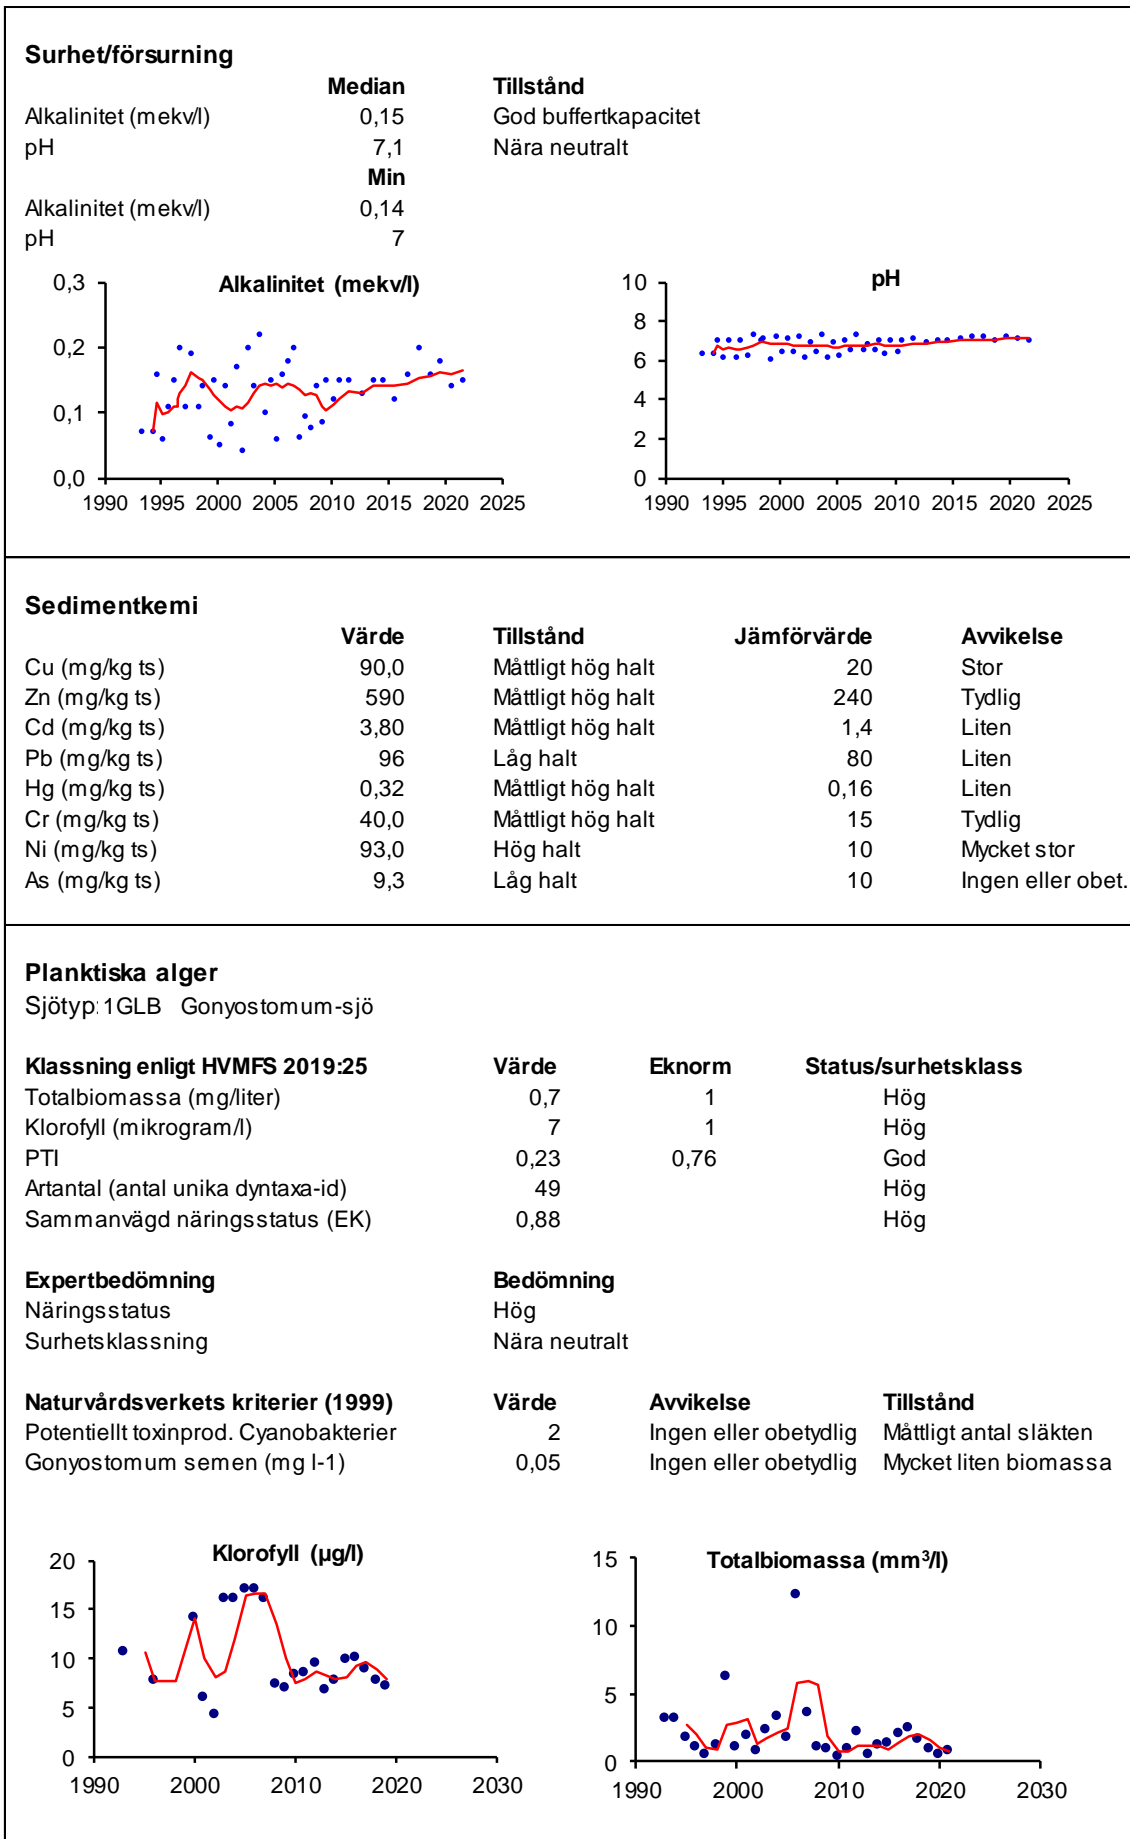 Surhet/försurning
Median Tillstånd
Alkalinitet (mekv/l) 0,15 God buffertkapacitet
pH 7,1 Nära neutralt
Min
Alkalinitet (mekv/l) 0,14
pH 7
Alkalinitet (mekv/l)
0,3
0,2
0,1
0,0
1990 1995 2000 2005 2010 2015 2020 2025
pH
10
8
6
4
2
0
1990 1995 2000 2005 2010 2015 2020 2025
Sedimentkemi
Värde Tillstånd Jämförvärde Avvikelse
Cu (mg/kg ts) 90,0 Måttligt hög halt 20 Stor
Zn (mg/kg ts) 590 Måttligt hög halt 240 Tydlig
Cd (mg/kg ts) 3,80 Måttligt hög halt 1,4 Liten
Pb (mg/kg ts) 96 Låg halt 80 Liten
Hg (mg/kg ts) 0,32 Måttligt hög halt 0,16 Liten
Cr (mg/kg ts) 40,0 Måttligt hög halt 15 Tydlig
Ni (mg/kg ts) 93,0 Hög halt 10 Mycket stor
As (mg/kg ts) 9,3 Låg halt 10 Ingen eller obet.
Planktiska alger
Sjötyp: 1GLB Gonyostomum-sjö
Klassning enligt HVMFS 2019:25 Värde Eknorm Status/surhetsklass
Totalbiomassa (mg/liter) 0,7 1 Hög
Klorofyll (mikrogram/l) 7 1 Hög
PTI 0,23 0,76 God
Artantal (antal unika dyntaxa-id) 49 Hög
Sammanvägd näringsstatus (EK) 0,88 Hög
Expertbedömning Bedömning
Näringsstatus Hög
Surhetsklassning Nära neutralt
Naturvårdsverkets kriterier (1999) Värde Avvikelse Tillstånd
Potentiellt toxinprod. Cyanobakterier 2 Ingen eller obetydlig Måttligt antal släkten
Gonyostomum semen (mg l-1) 0,05 Ingen eller obetydlig Mycket liten biomassa
Klorofyll (µg/l)
20
15
10
5
0
1990 2000 2010 2020 2030
Totalbiomassa (mm³/l)
15
10
5
0
1990 2000 2010 2020 2030